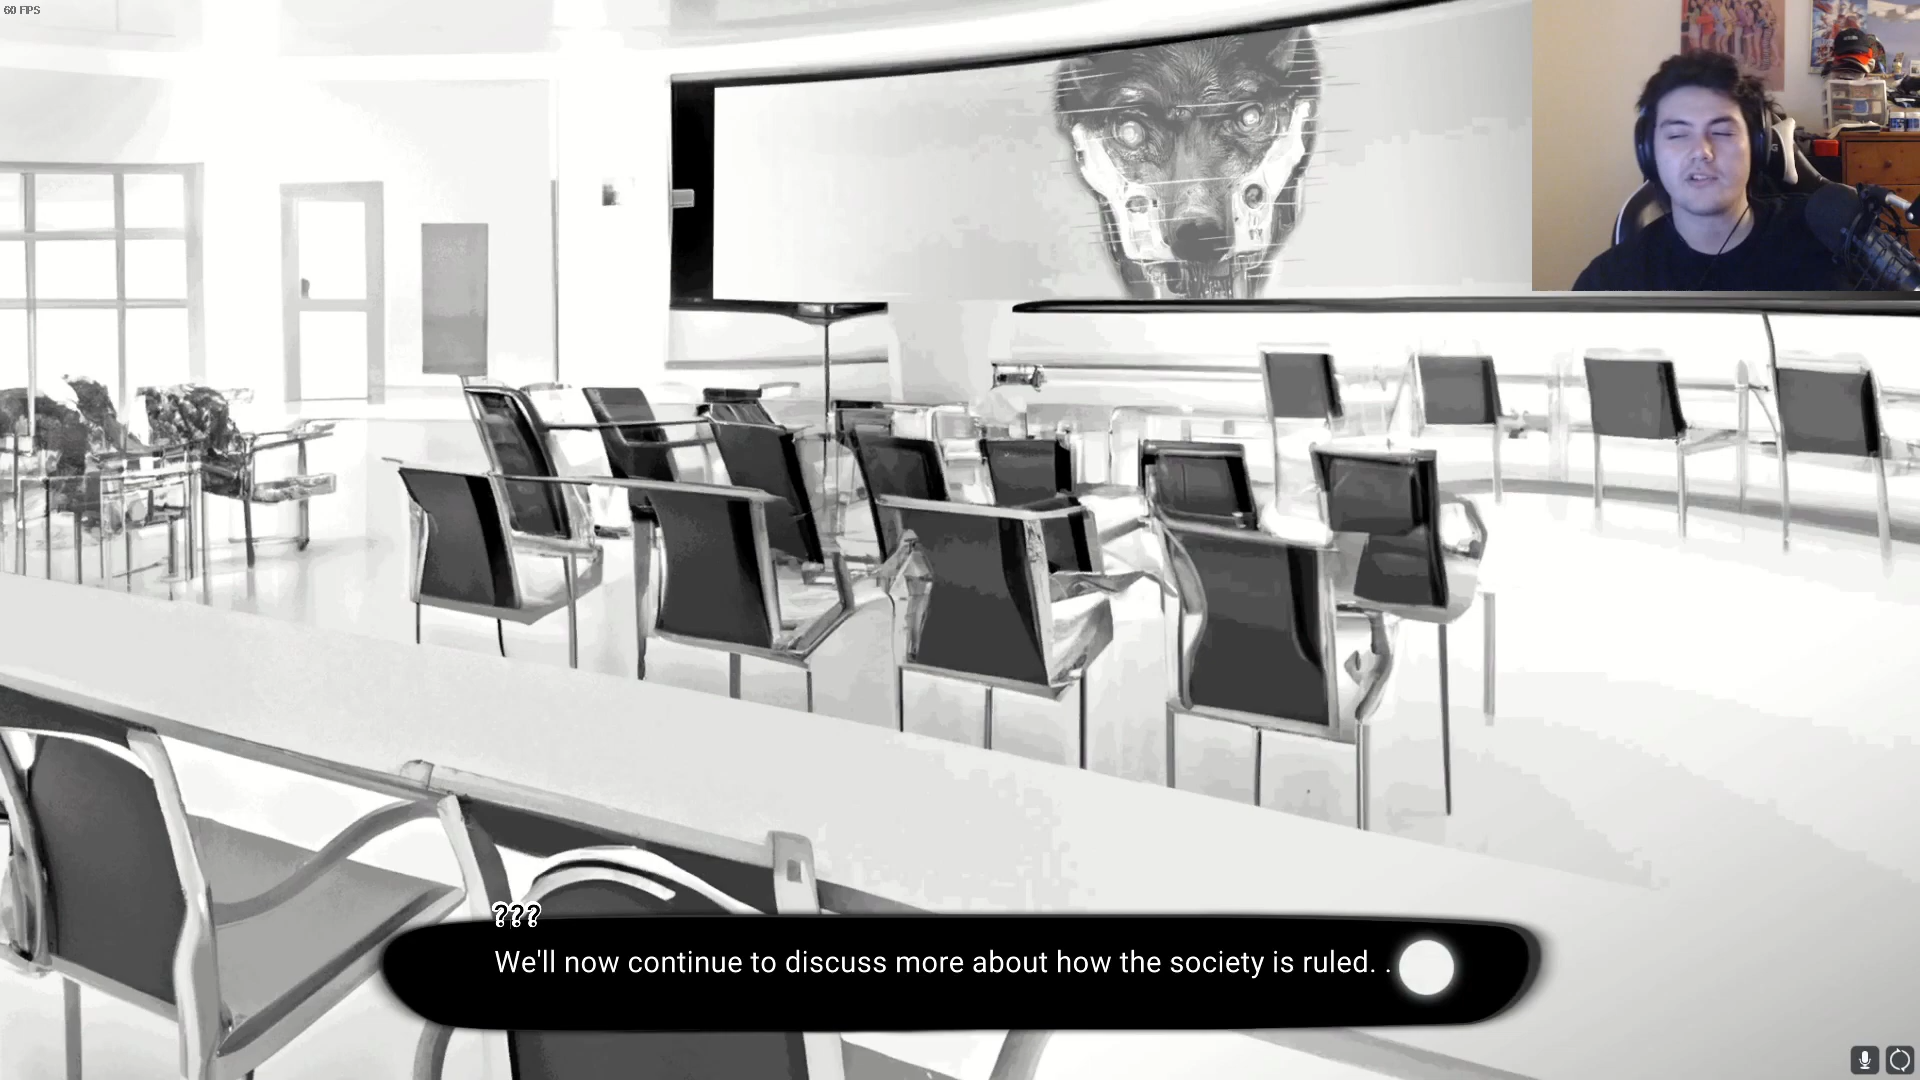 60 FPS
???
We'll now continue to discuss more about how the society is ruled. .